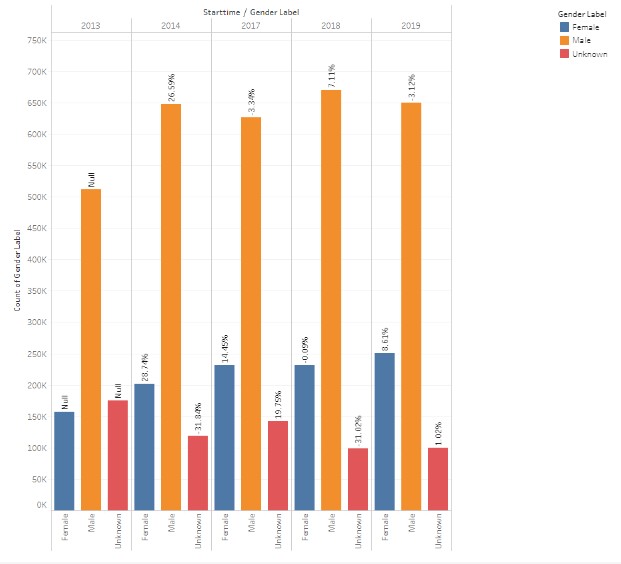 Starttime / Gender Label
2013 2014 2017 2018 2019
Gender Label
Female
Male
Unknown
Count of Gender Label
750K
700K
650K
600K
550K
500K
450K
400K
350K
300K
250K
200K
150K
100K
50K
0K
Null Null Null
28.74% 26.59% -31.84%
14.49% -3.34% 19.79%
-0.09% 7.11% -31.02%
8.61% -3.12% 1.02%
Female Male Unknown Female Male Unknown Female Male Unknown Female Male Unknown Female Male Unknown